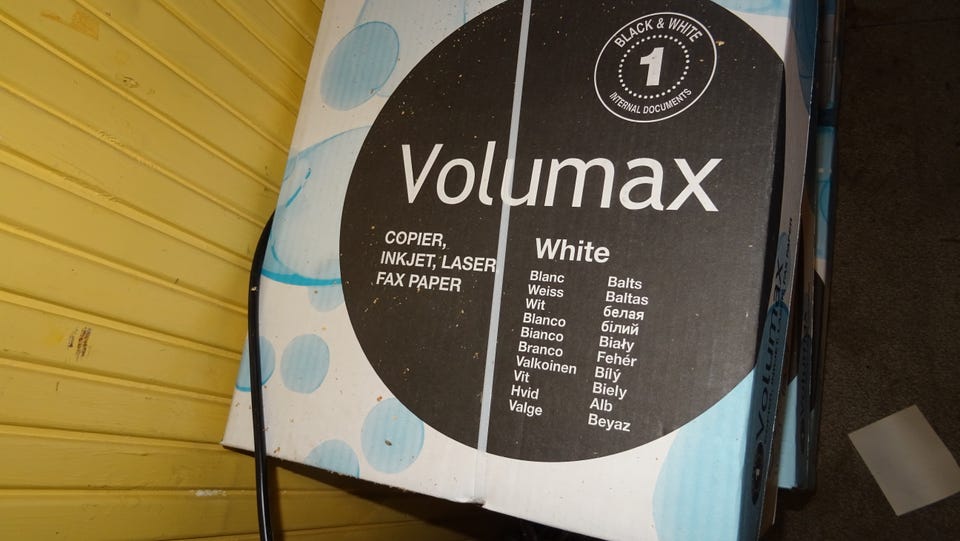 BLACK & WHITE
1
INTERNAL DOCUMENTS
Volumax
COPIER,
INKJET, LASER
FAX PAPER
White
Blanc
Weiss
Wit
Blanco
Bianco
Branco
Valkoinen
Vit
Hvid
Valge
Balts
Baltas
белая
білий
Biały
Fehér
Bílý
Biely
Alb
Beyaz
Volumax